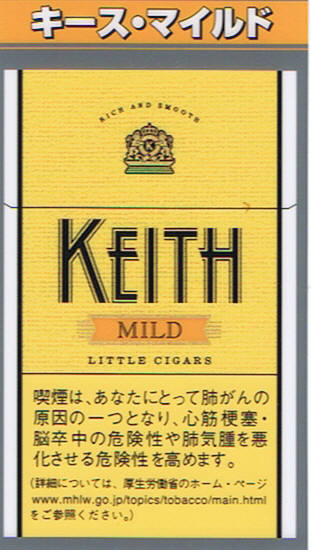 キース・マイルド
RICH AND SMOOTH
K
KEITH
MILD
LITTLE CIGARS
喫煙は、あなたにとって肺がんの
原因の一つとなり、心筋梗塞・
脳卒中の危険性や肺気腫を悪
化させる危険性を高めます。
(詳細については、厚生労働省のホーム・ページ
www.mhlw.go.jp/topics/tobacco/main.html
をご参照ください。)